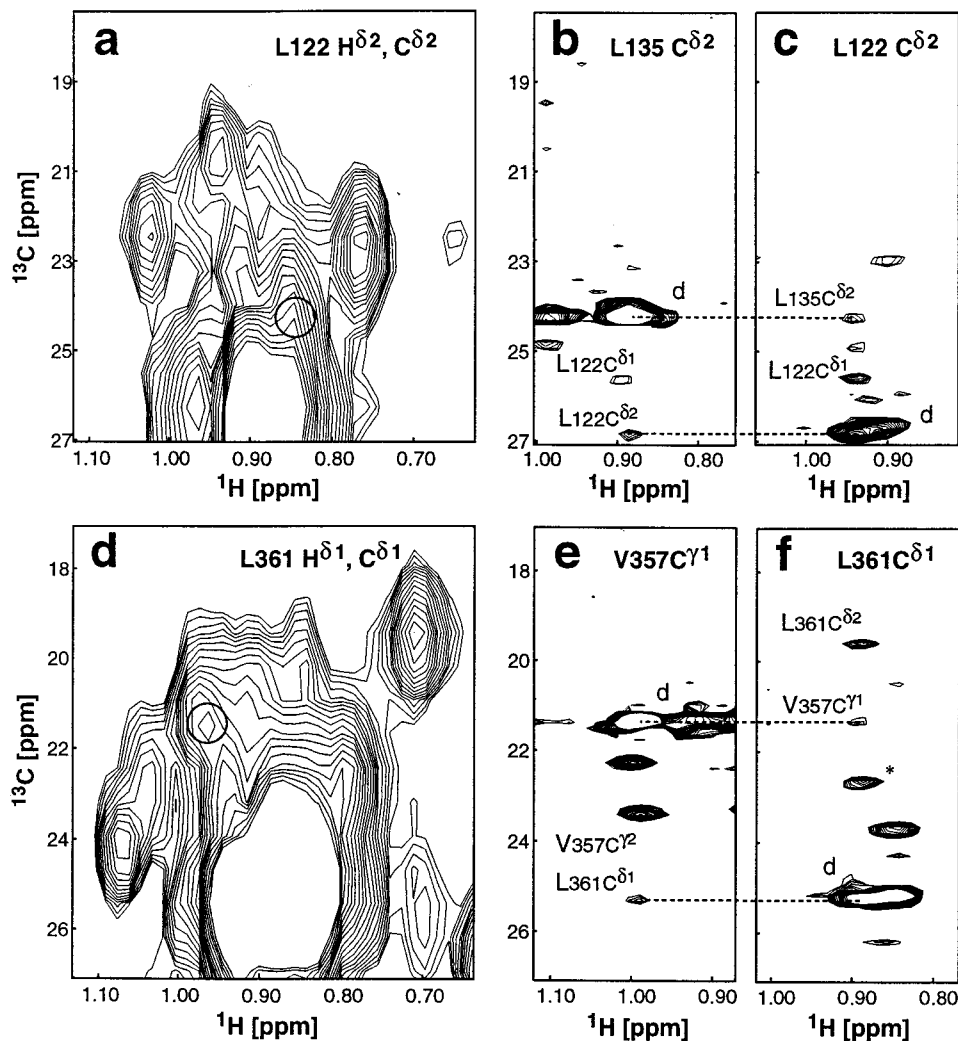 a
L122 Hδ2, Cδ2
19
21
23
25
27
13C [ppm]
1.10
1.00
0.90
0.80
0.70
1H [ppm]
b
L135 Cδ2
d
L122Cδ1
L122Cδ2
1.00
0.90
0.80
1H [ppm]
19
21
23
25
27
c
L122 Cδ2
L135Cδ2
L122Cδ1
d
1.00
0.90
1H [ppm]
d
L361 Hδ1, Cδ1
18
20
22
24
26
13C [ppm]
1.10
1.00
0.90
0.80
0.70
1H [ppm]
e
V357Cγ1
18
20
22
24
26
d
V357Cγ2
L361Cδ1
1.10
1.00
0.90
1H [ppm]
f
L361Cδ1
L361Cδ2
V357Cγ1
*
d
1.00
0.90
0.80
1H [ppm]